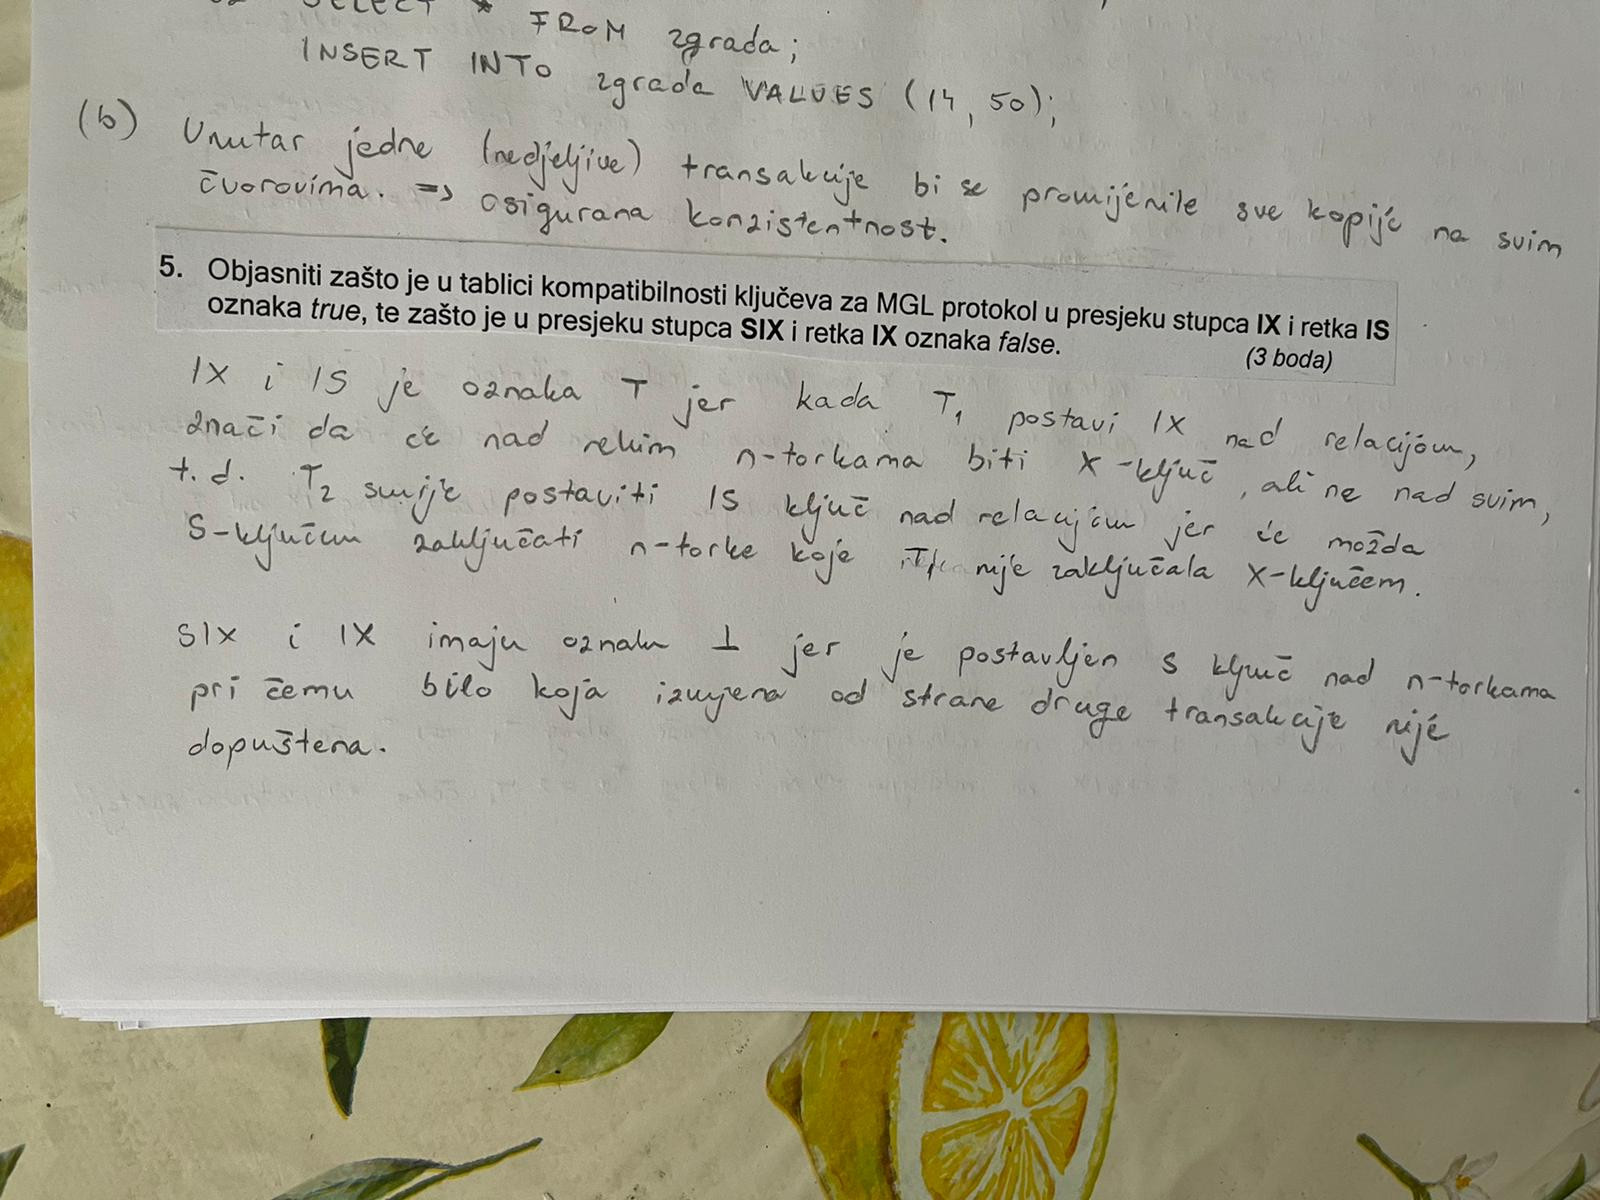 SELECT * FROM zgrada;
INSERT INTO zgrada VALUES (14, 50);
(b) Unutar jedne (nedjeljive) transakcije bi se promijenile sve kopije na svim
čvorovima. => osigurana konzistentnost.
5. Objasniti zašto je u tablici kompatibilnosti ključeva za MGL protokol u presjeku stupca IX i retka IS
oznaka true, te zašto je u presjeku stupca SIX i retka IX oznaka false.
(3 boda)
IX i IS je oznaka T jer kada T1 postavi IX nad relacijom,
znači da će nad nekim n-torkama biti X-ključ, ali ne nad svim,
t.d. T2 smije postaviti IS ključ nad relacijom jer će možda
S-ključem zaključati n-torke koje T1 nije zaključala X-ključem.
SIX i IX imaju oznaku ⊥ jer je postavljen S ključ nad n-torkama
pri čemu bilo koja izmjena od strane druge transakcije nije
dopuštena.